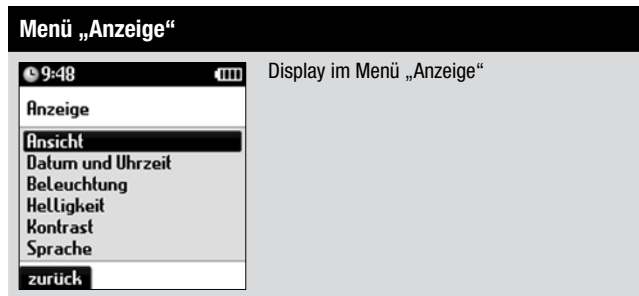 Menü „Anzeige“
9:48
Anzeige
Ansicht
Datum und Uhrzeit
Beleuchtung
Helligkeit
Kontrast
Sprache
zurück
Display im Menü „Anzeige“